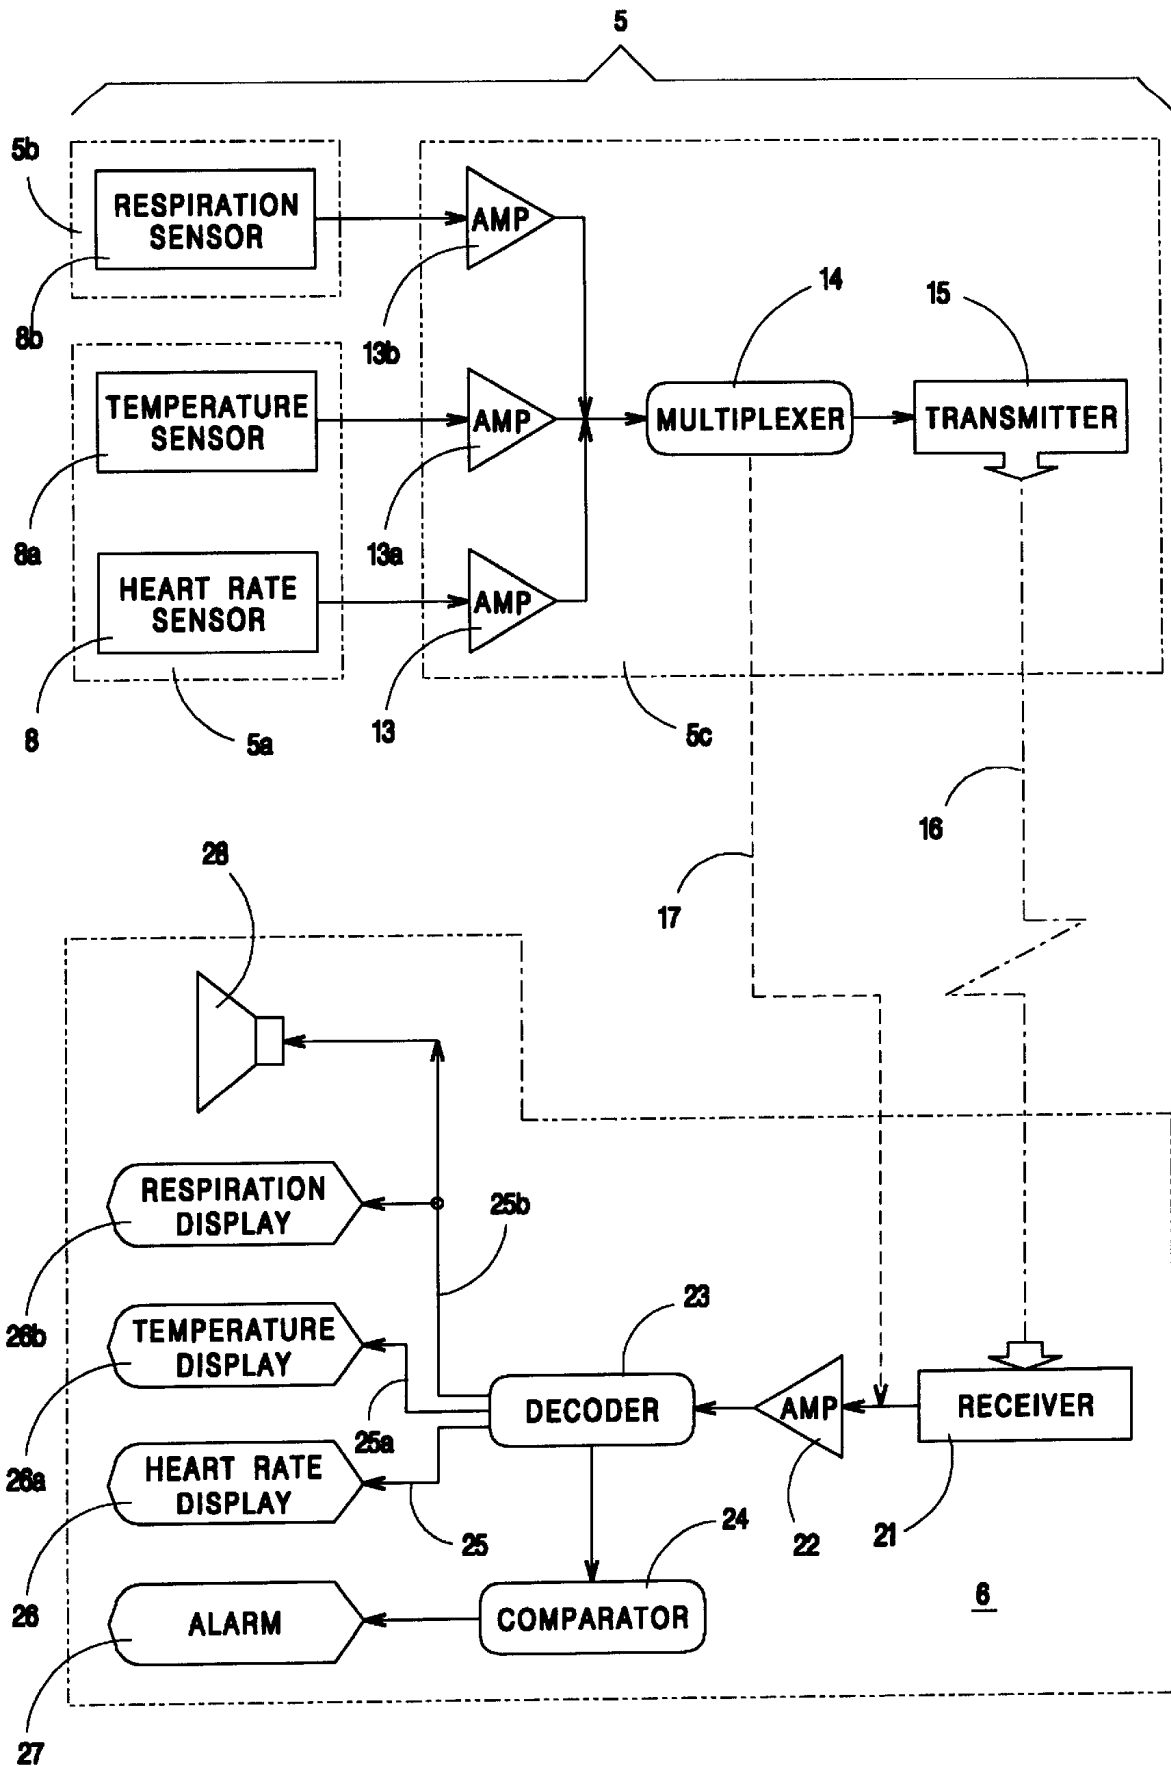 5
5b
RESPIRATION
SENSOR
AMP
8b
13b
14
15
TEMPERATURE
SENSOR
AMP
MULTIPLEXER
TRANSMITTER
8a
13a
HEART RATE
SENSOR
AMP
8
5a
13
5c
16
17
28
RESPIRATION
DISPLAY
25b
26b
23
TEMPERATURE
DISPLAY
DECODER
AMP
RECEIVER
25a
26a
HEART RATE
DISPLAY
25
24
22
21
26
ALARM
COMPARATOR
6
27